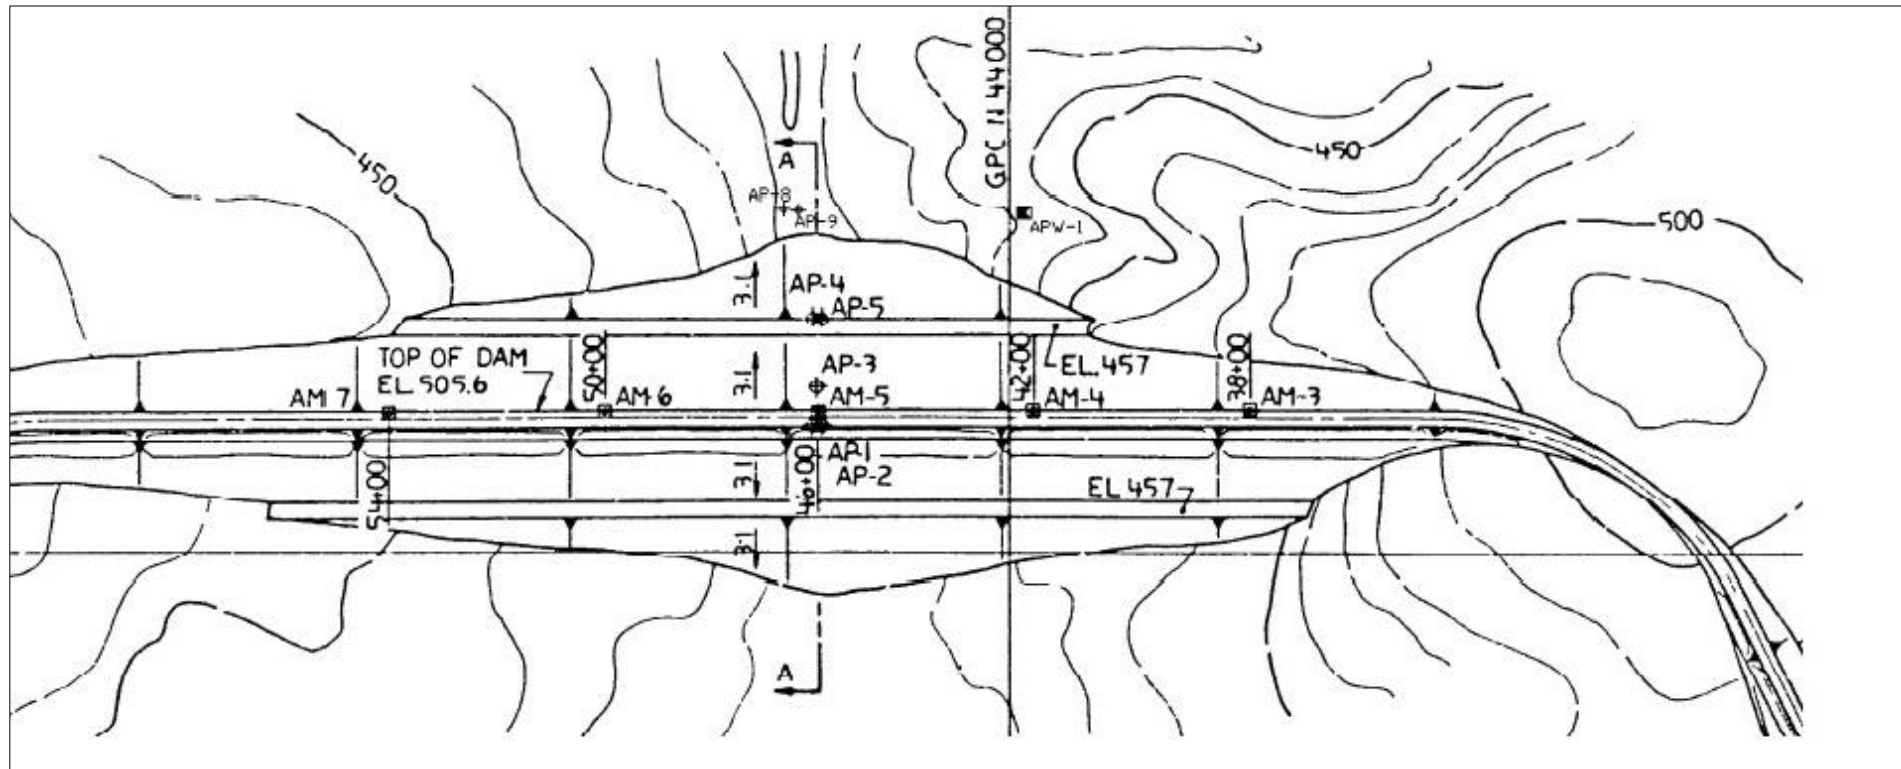 GPC N 44000
450
450
A
AP-8
AP-9
APW-1
500
3:1
AP-4
AP-5
TOP OF DAM
EL 505.6
50+00
3:1
AP-3
42+00
EL.457
38+00
AM 7
AM-6
AM-5
AM-4
AM-3
54+00
3:1
46+00
AP-1
AP-2
EL 457
3:1
A